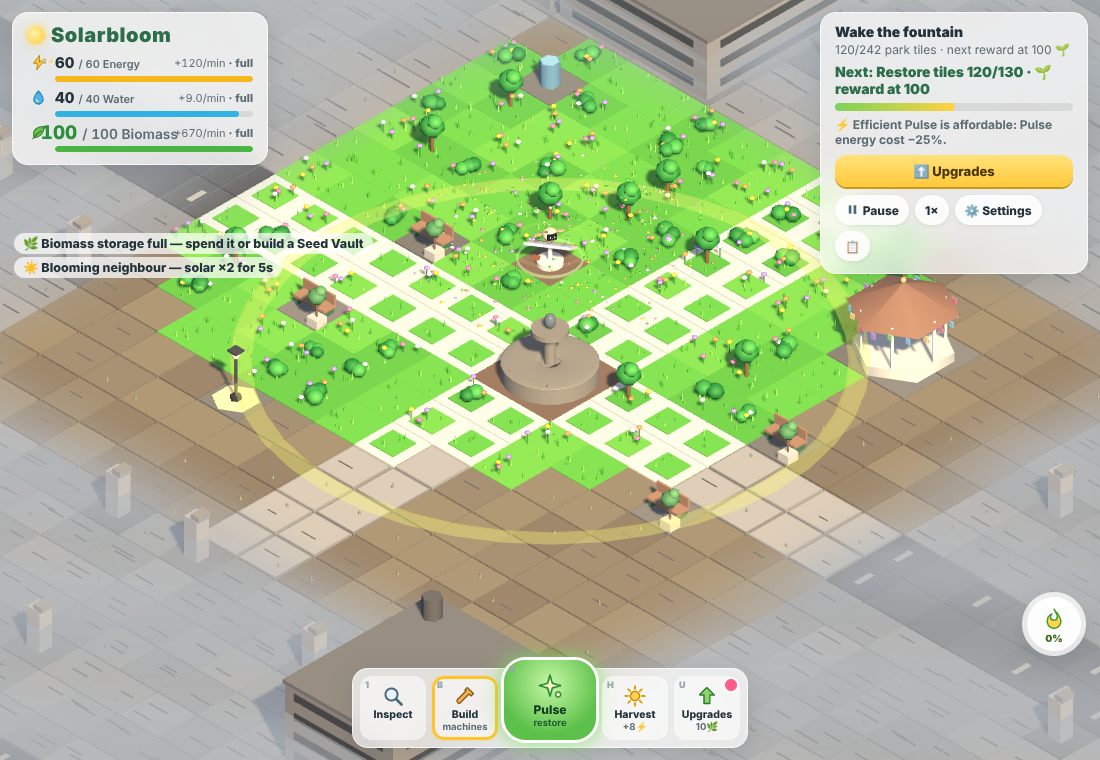 Solarbloom
60 / 60 Energy +120/min · full
40 / 40 Water +9.0/min · full
100 / 100 Biomass +670/min · full
🌿 Biomass storage full — spend it or build a Seed Vault
☀️ Blooming neighbour — solar ×2 for 5s
Wake the fountain
120/242 park tiles · next reward at 100 🌱
Next: Restore tiles 120/130 · 🌱
reward at 100
⚡ Efficient Pulse is affordable: Pulse
energy cost −25%.
⬆️ Upgrades
⏸ Pause 1× ⚙️ Settings
0%
1
Inspect
B
Build
machines
Pulse
restore
H
Harvest
+8⚡
U
Upgrades
10🌿